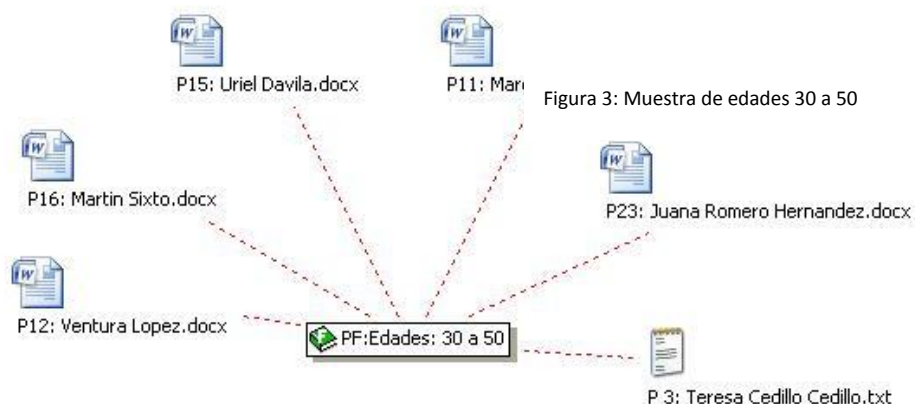 P15: Uriel Davila.docx
P11:
Figura 3: Muestra de edades 30 a 50
P16: Martin Sixto.docx
P23: Juana Romero Hernandez.docx
P12: Ventura Lopez.docx
PF:Edades: 30 a 50
P 3: Teresa Cedillo Cedillo.txt